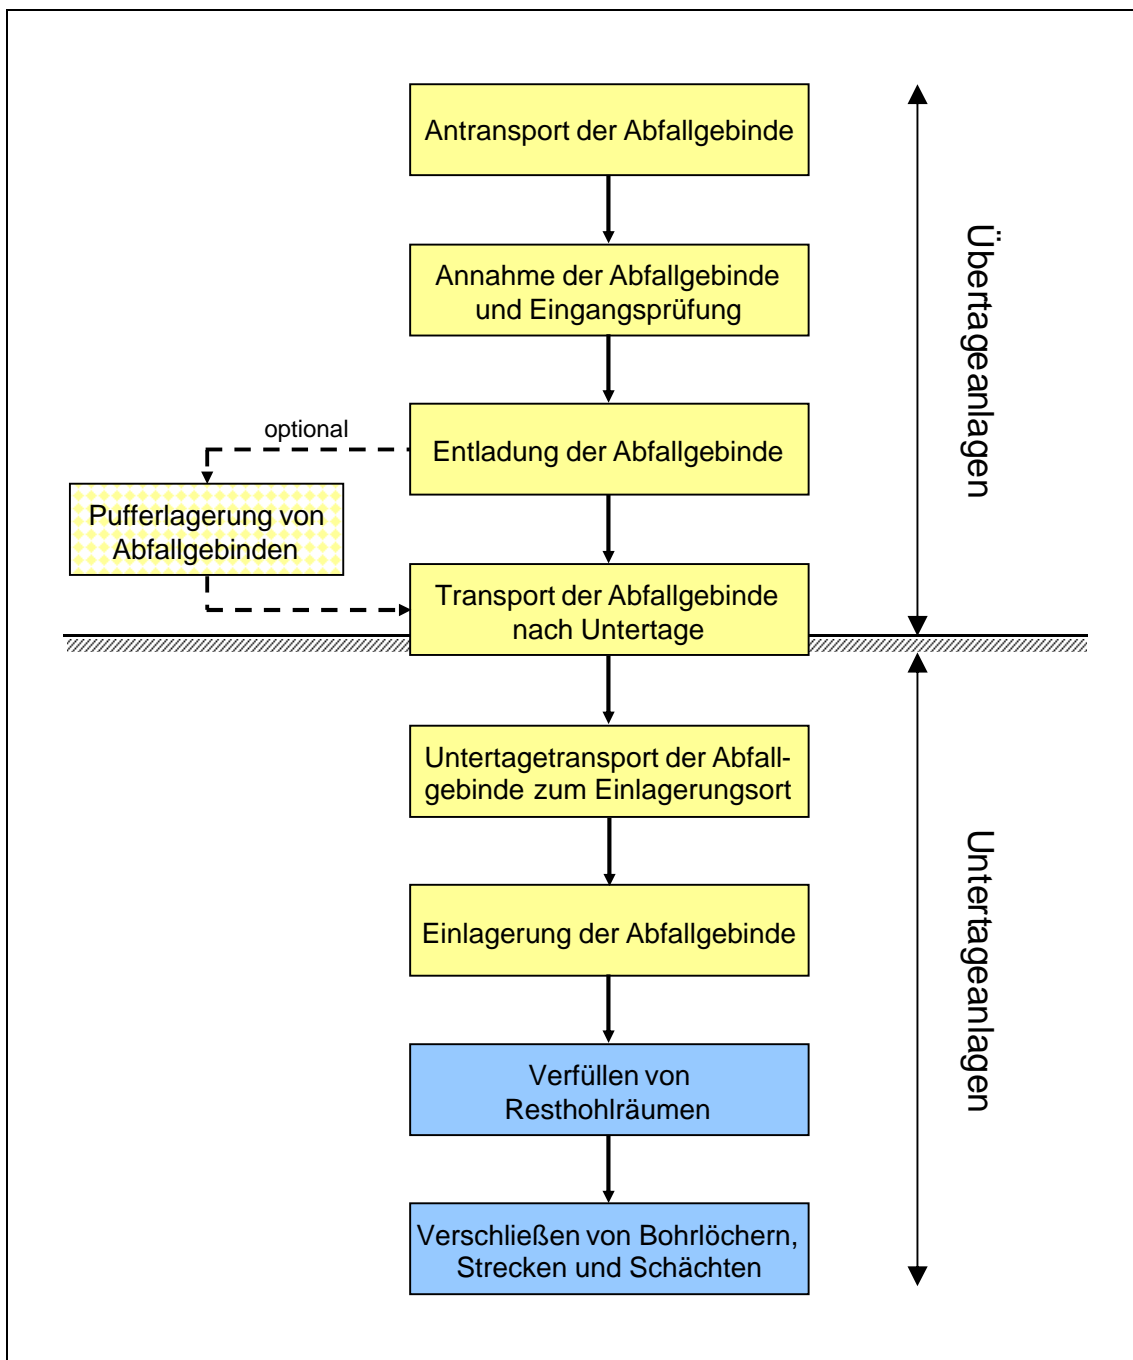 Antransport der Abfallgebinde
Annahme der Abfallgebinde
und Eingangsprüfung
Entladung der Abfallgebinde
optional
Pufferlagerung von
Abfallgebinden
Transport der Abfallgebinde
nach Untertage
Übertageanlagen
Untertagetransport der Abfall-
gebinde zum Einlagerungsort
Einlagerung der Abfallgebinde
Verfüllen von
Resthohlräumen
Verschließen von Bohrlöchern,
Strecken und Schächten
Untertageanlagen